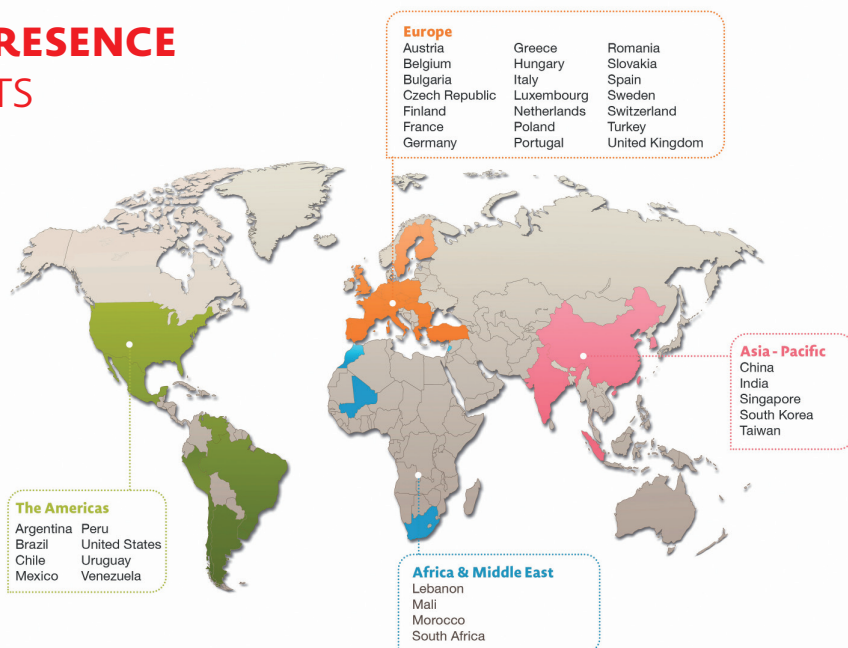 RESENCE
TS
Europe
Austria
Belgium
Bulgaria
Czech Republic
Finland
France
Germany
Greece
Hungary
Italy
Luxembourg
Netherlands
Poland
Portugal
Romania
Slovakia
Spain
Sweden
Switzerland
Turkey
United Kingdom
Asia - Pacific
China
India
Singapore
South Korea
Taiwan
The Americas
Argentina
Brazil
Chile
Mexico
Peru
United States
Uruguay
Venezuela
Africa & Middle East
Lebanon
Mali
Morocco
South Africa